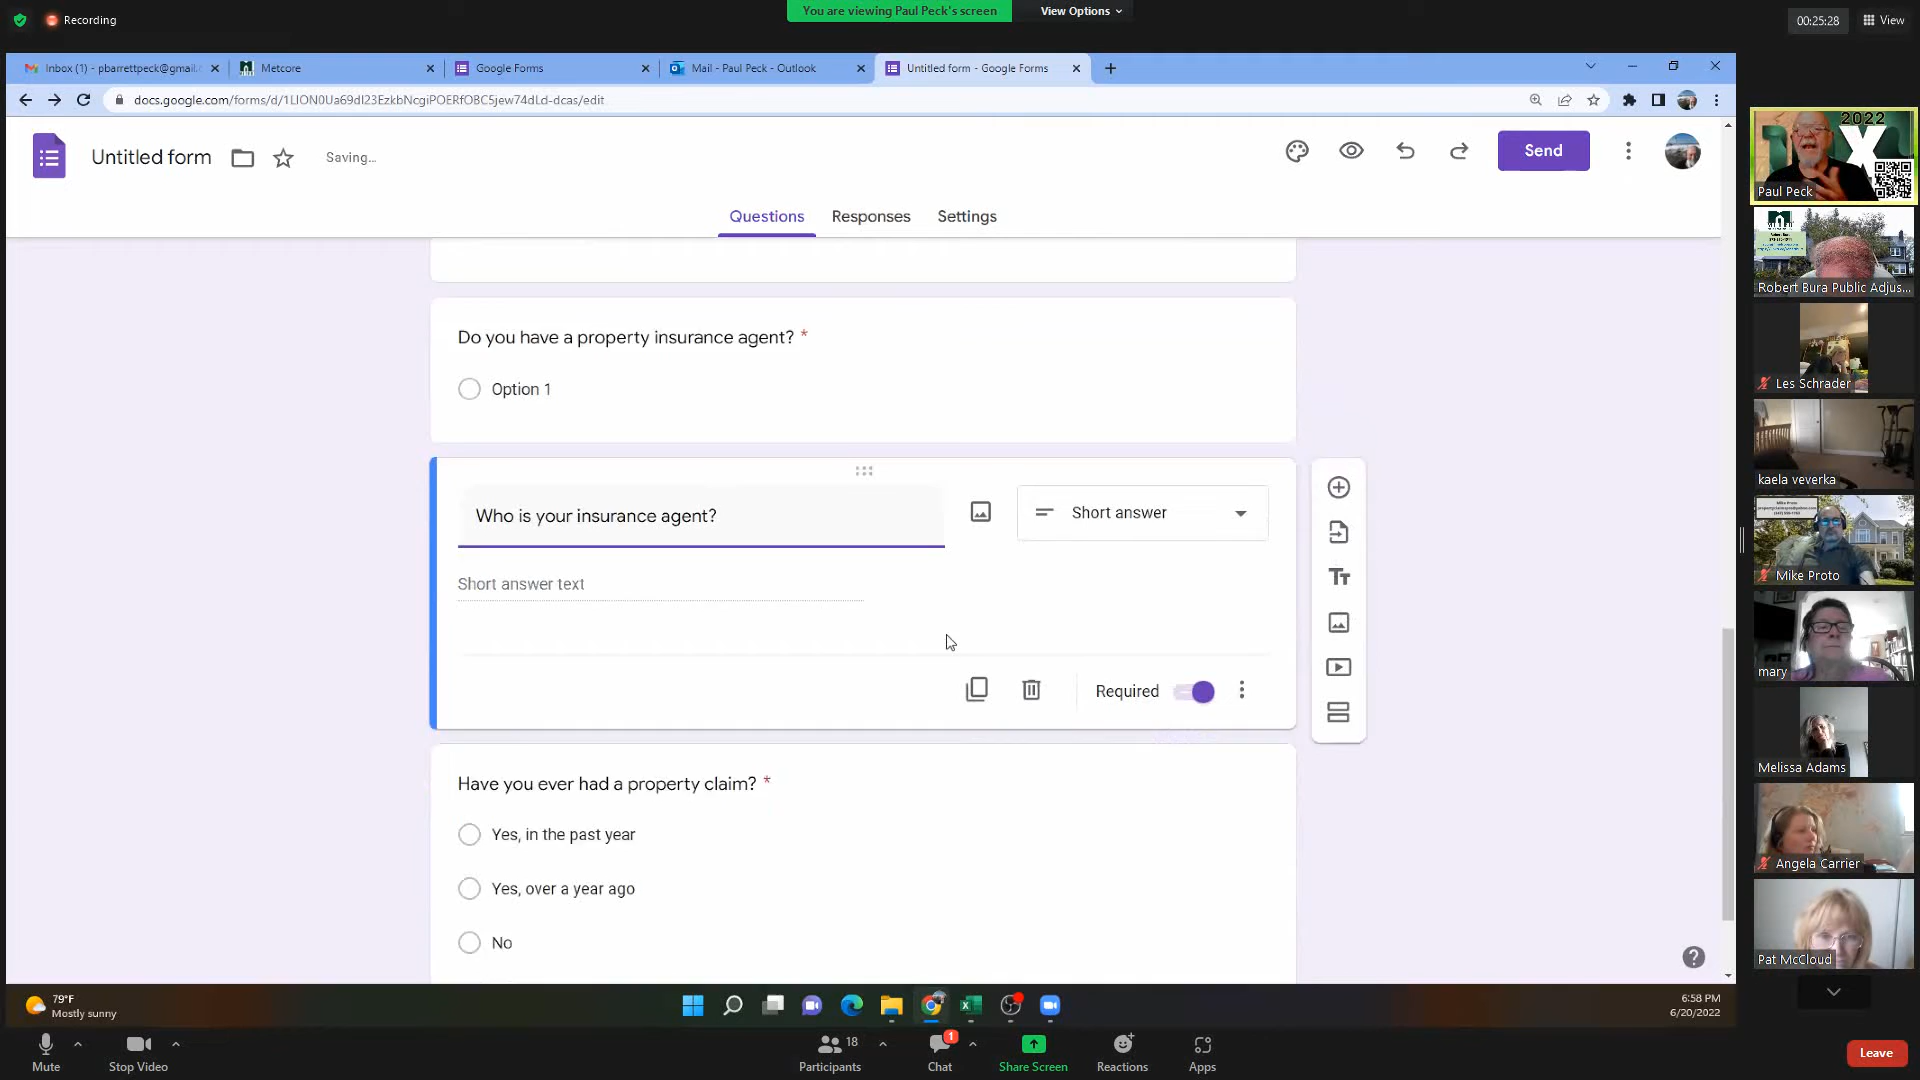 Recording
You are viewing Paul Peck's screen
View Options
00:25:28
View
Inbox (1) - pbarrettpeck@gmail.c
Metcore
Google Forms
Mail - Paul Peck - Outlook
Untitled form - Google Forms
docs.google.com/forms/d/1LlON0Ua69dI23EzkbNcgiPOERfOBC5jew74dLd-dcas/edit
Untitled form
Saving...
Send
Questions
Responses
Settings
Do you have a property insurance agent? *
Option 1
Who is your insurance agent?
Short answer
Short answer text
Required
Have you ever had a property claim? *
Yes, in the past year
Yes, over a year ago
No
2022
Paul Peck
Robert Bura Public Adjus...
Les Schrader
kaela veverka
Mike Proto
mary
Melissa Adams
Angela Carrier
Pat McCloud
79°F
Mostly sunny
6:58 PM
6/20/2022
Mute
Stop Video
18
Participants
1
Chat
Share Screen
Reactions
Apps
Leave